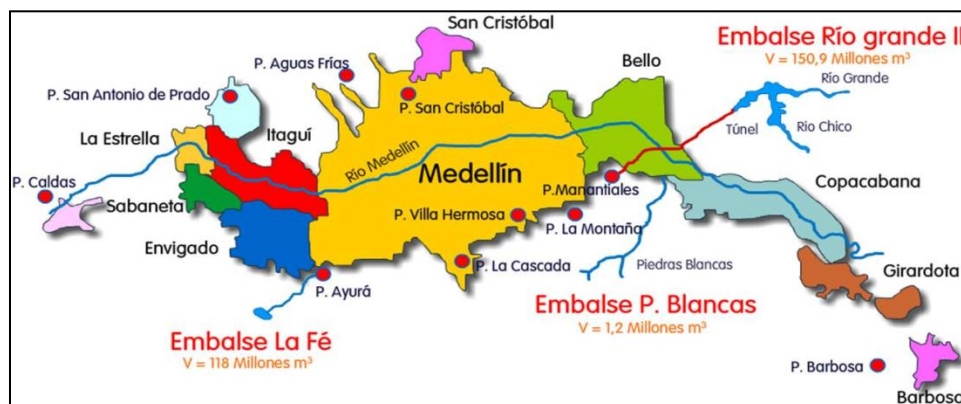 San Cristóbal
Embalse Río grande II
V = 150,9 Millones m³
P. Aguas Frías
Bello
Río Grande
P. San Antonio de Prado
P. San Cristóbal
Túnel
Rio Chico
La Estrella
Itaguí
Río Medellín
Medellín
P. Caldas
P.Manantiales
Copacabana
Sabaneta
P. Villa Hermosa
P. La Montaña
Envigado
P. La Cascada
Piedras Blancas
Girardota
P. Ayurá
Embalse P. Blancas
V = 1,2 Millones m³
Embalse La Fé
V = 118 Millones m³
P. Barbosa
Barbosa